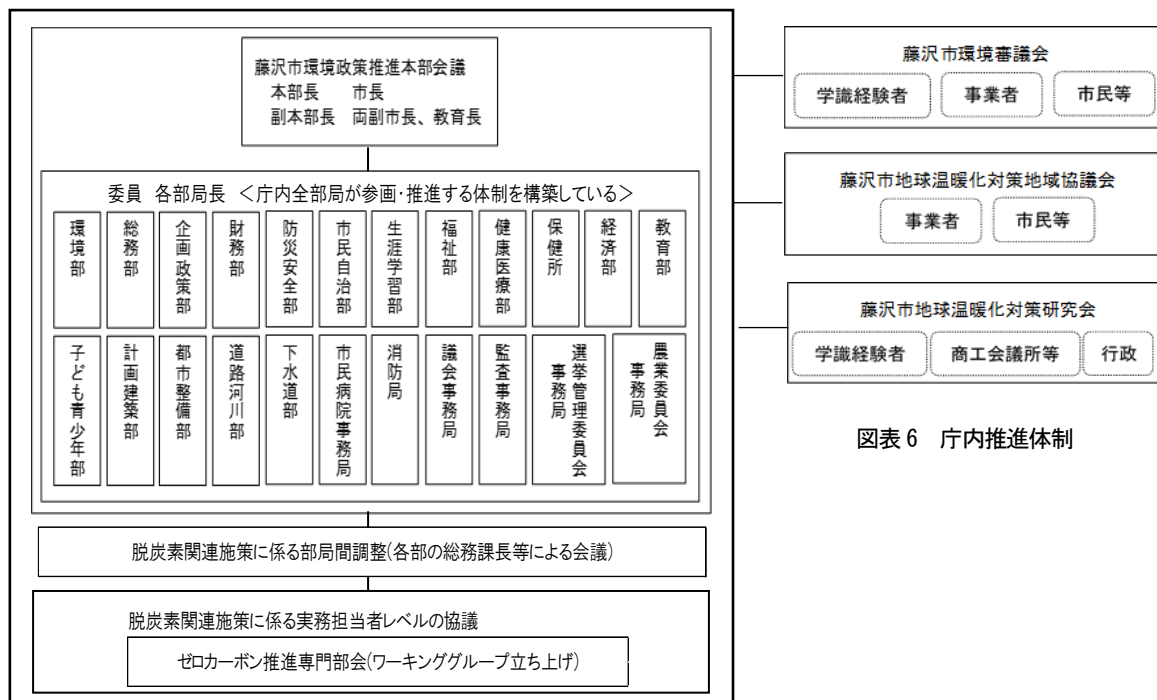 藤沢市環境政策推進本部会議
本部長　市長
副本部長　両副市長、教育長
委員　各部局長　＜庁内全部局が参画・推進する体制を構築している＞
環境部
総務部
企画政策部
財務部
防災安全部
市民自治部
生涯学習部
福祉部
健康医療部
保健所
経済部
教育部
子ども青少年部
計画建築部
都市整備部
道路河川部
下水道部
市民病院事務局
消防局
議会事務局
監査事務局
選挙管理委員会
事務局
農業委員会
事務局
脱炭素関連施策に係る部局間調整(各部の総務課長等による会議)
脱炭素関連施策に係る実務担当者レベルの協議
ゼロカーボン推進専門部会(ワーキンググループ立ち上げ)
藤沢市環境審議会
学識経験者　事業者　市民等
藤沢市地球温暖化対策地域協議会
事業者　市民等
藤沢市地球温暖化対策研究会
学識経験者　商工会議所等　行政
図表 6　庁内推進体制